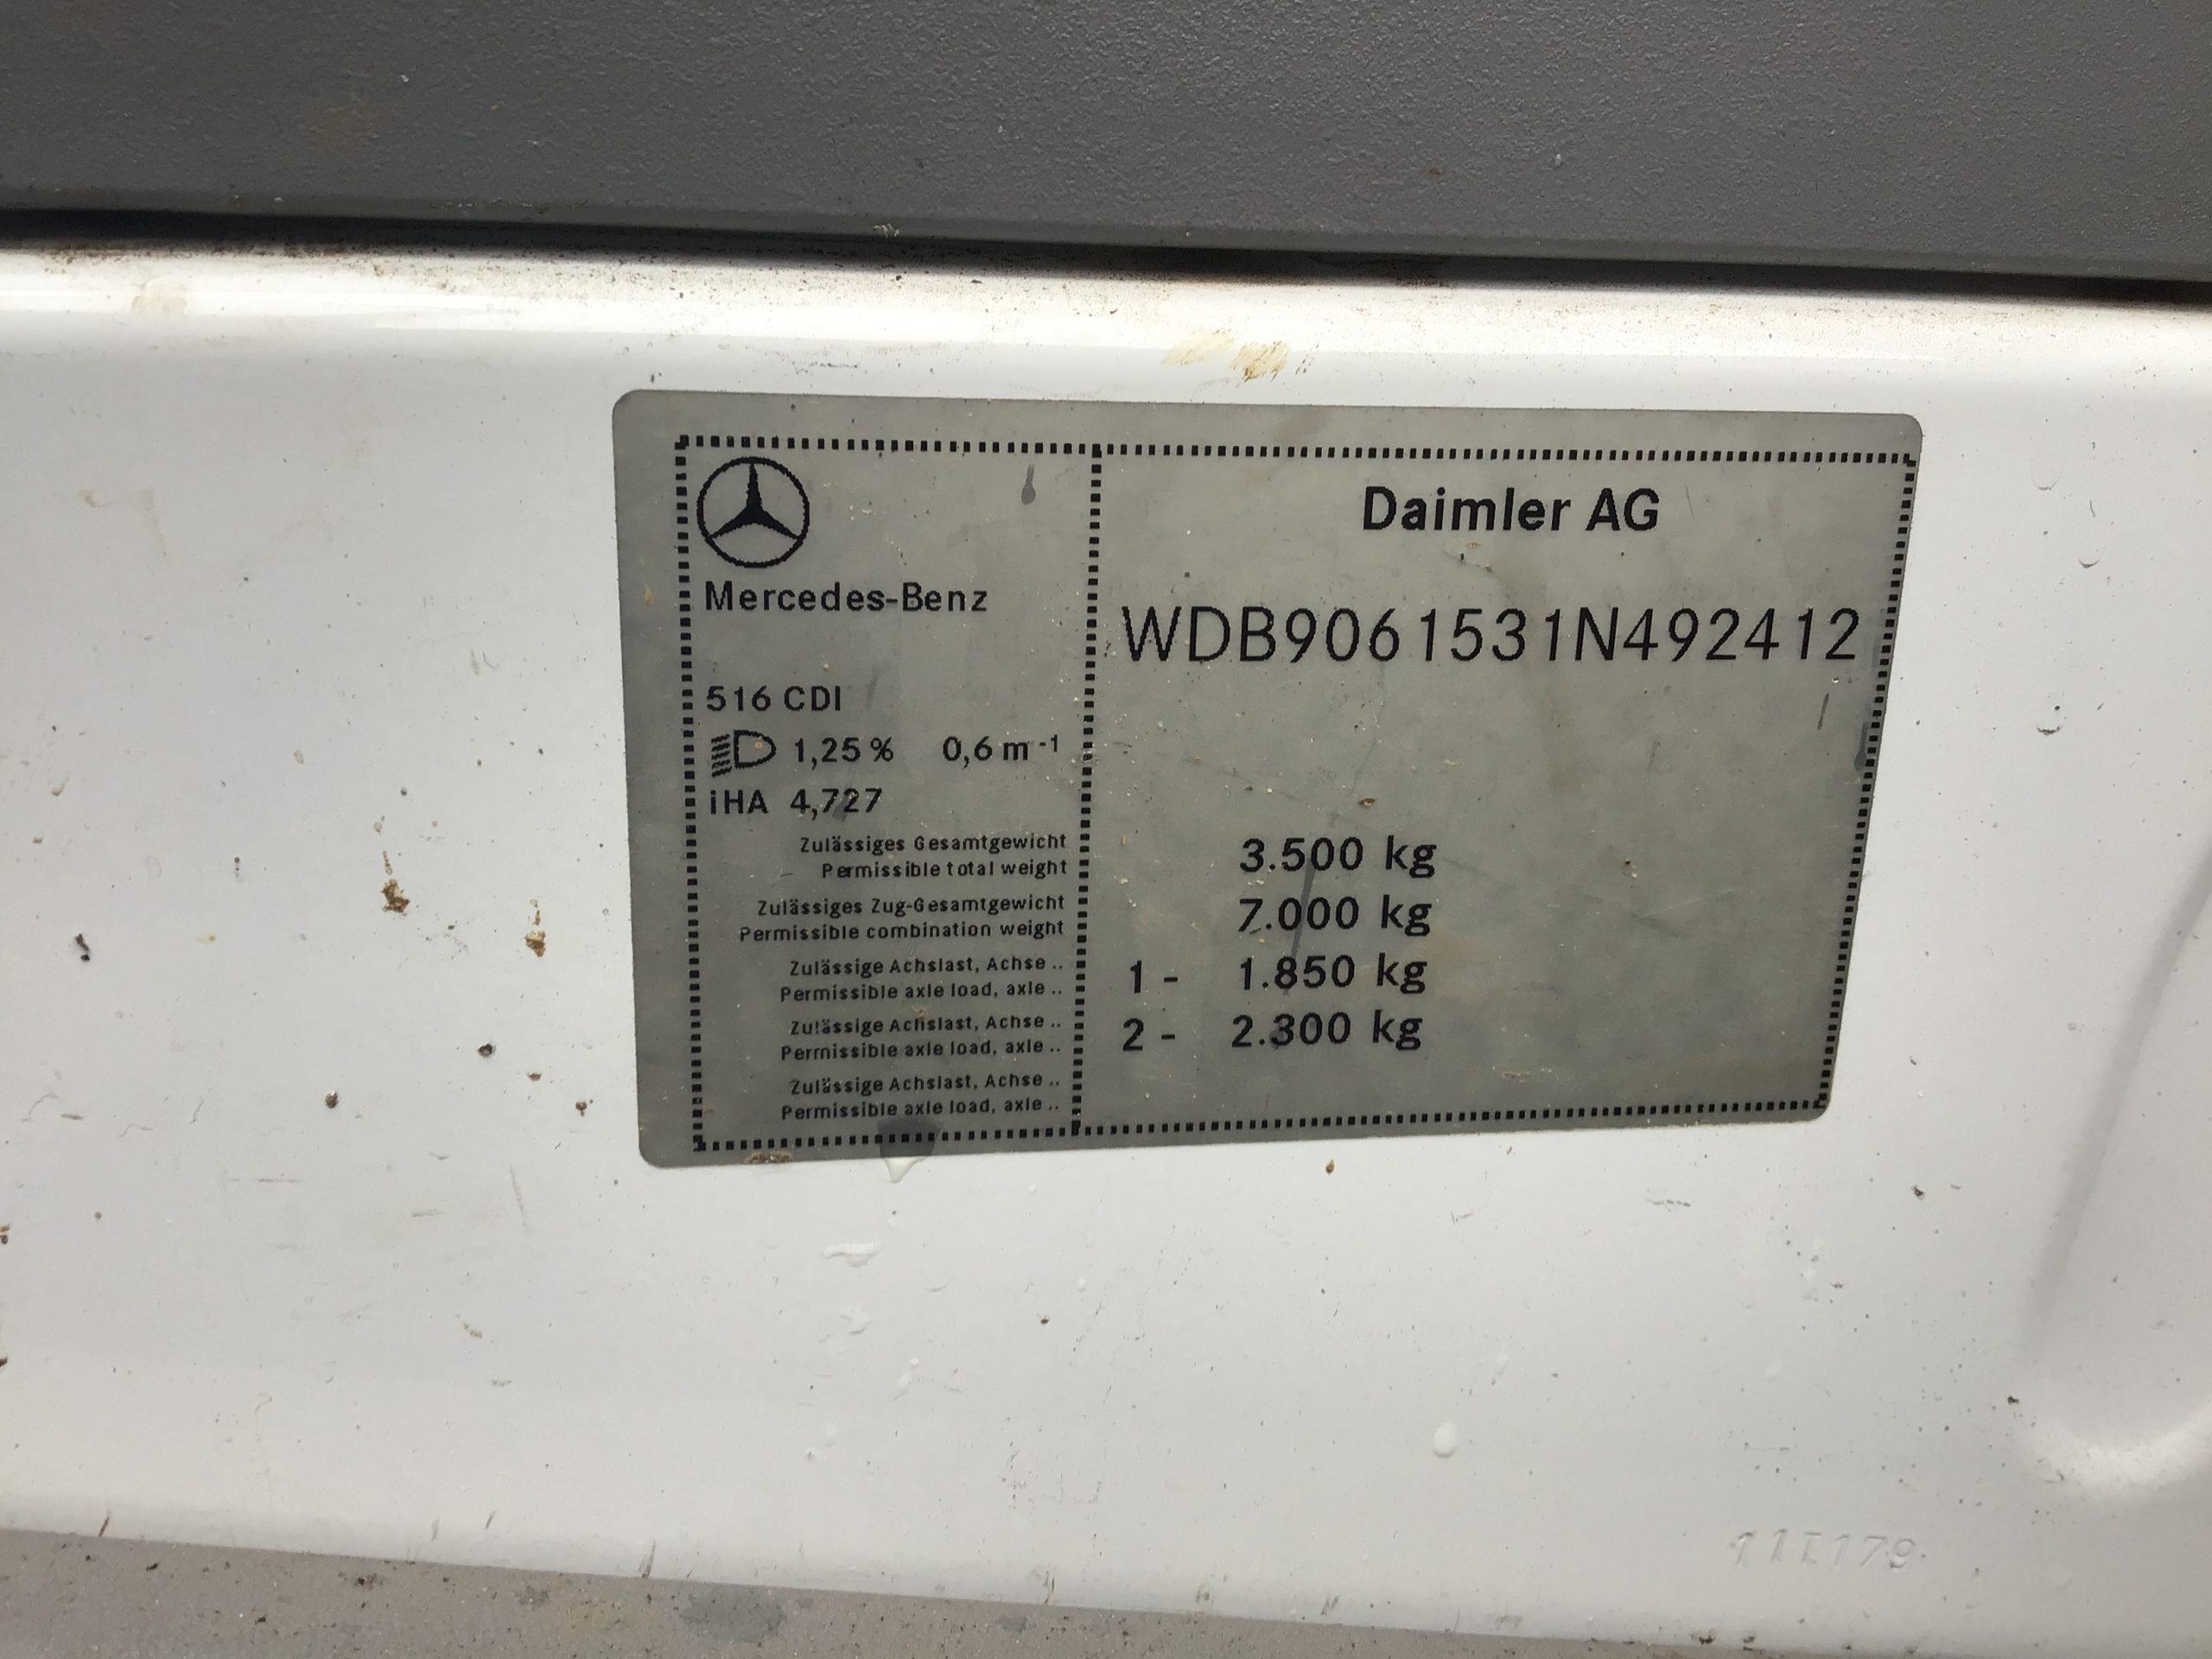 Mercedes-Benz
516 CDI
1,25 % 0,6 m⁻¹
iHA 4,727
Daimler AG
WDB9061531N492412
Zulässiges Gesamtgewicht
Permissible total weight
3.500 kg
Zulässiges Zug-Gesamtgewicht
Permissible combination weight
7.000 kg
Zulässige Achslast, Achse ..
Permissible axle load, axle ..
1 - 1.850 kg
Zulässige Achslast, Achse ..
Permissible axle load, axle ..
2 - 2.300 kg
Zulässige Achslast, Achse ..
Permissible axle load, axle ..